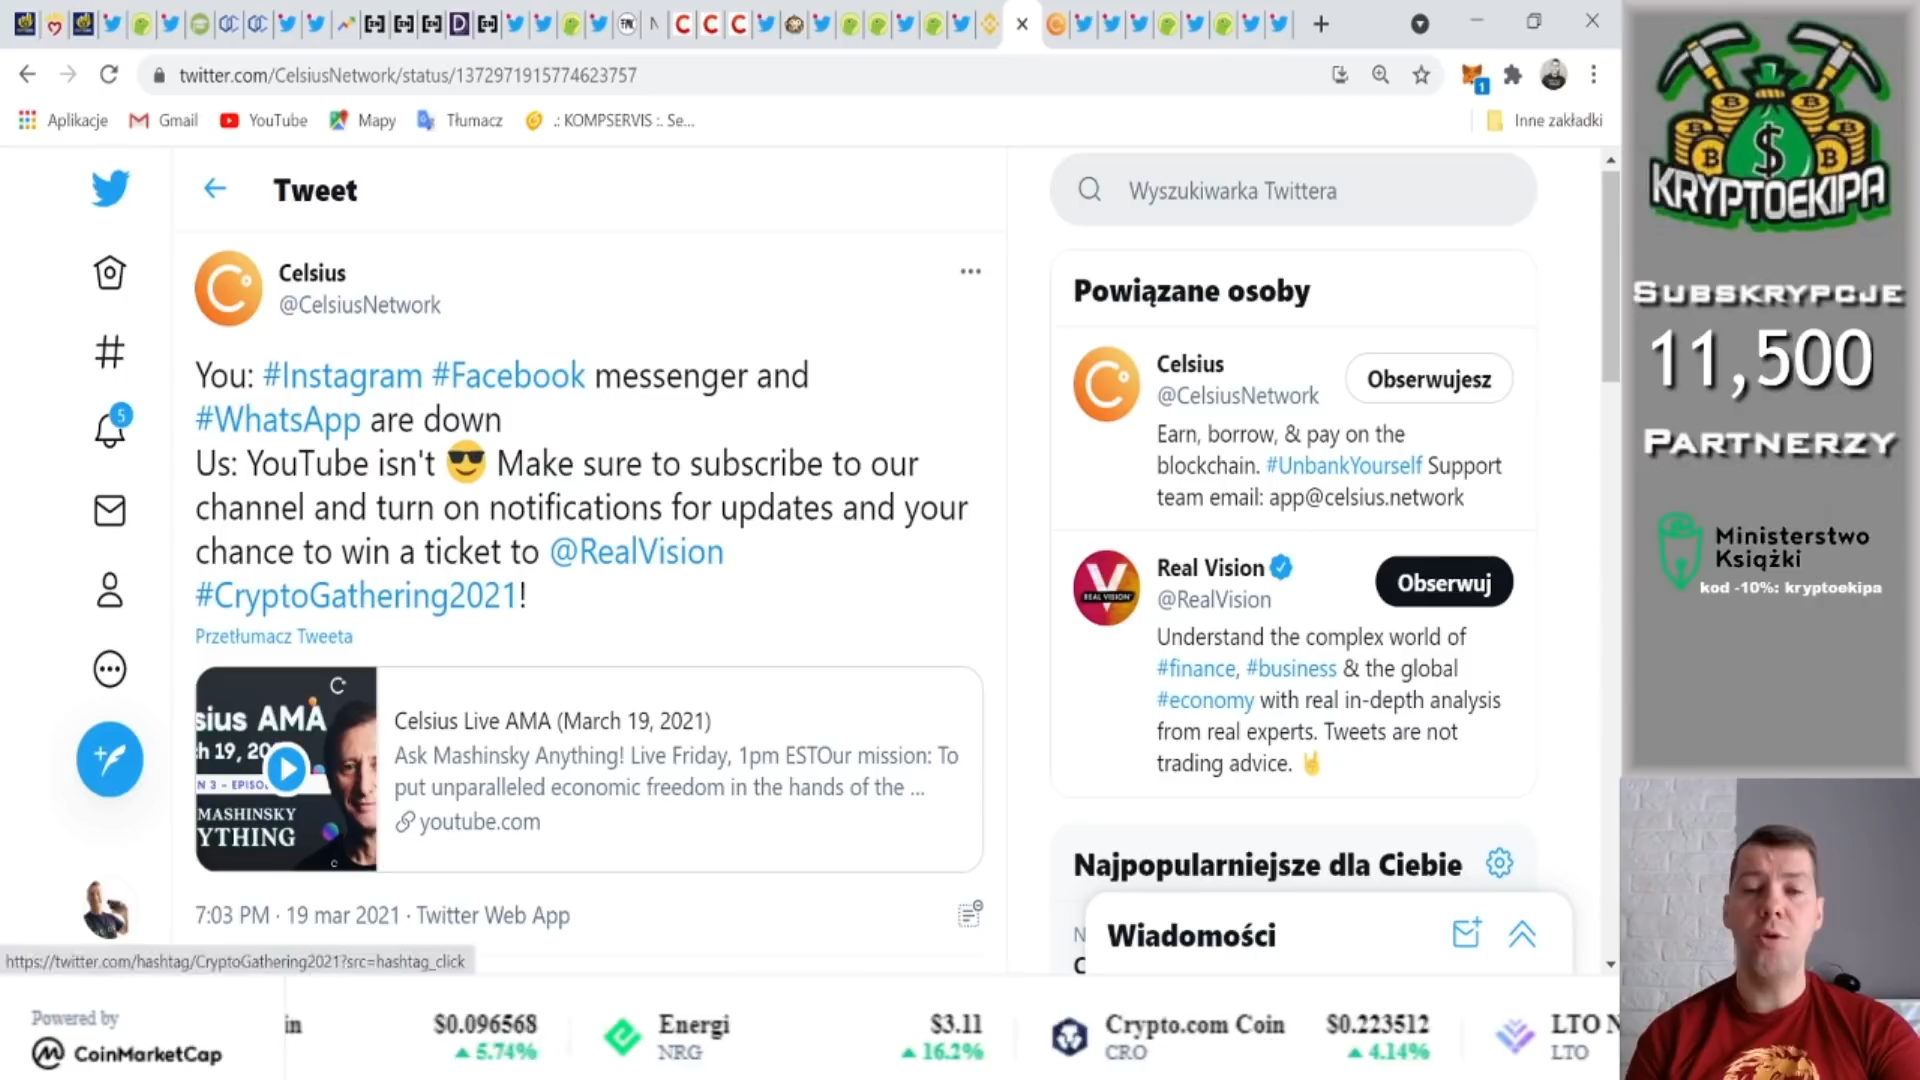 twitter.com/CelsiusNetwork/status/1372971915774623757
1
Aplikacje
Gmail
YouTube
Mapy
Tłumacz
.: KOMPSERVIS :. Se...
Inne zakładki
Tweet
Celsius
@CelsiusNetwork
You: #Instagram #Facebook messenger and
#WhatsApp are down
Us: YouTube isn't 😎 Make sure to subscribe to our
channel and turn on notifications for updates and your
chance to win a ticket to @RealVision
#CryptoGathering2021!
Przetłumacz Tweeta
Celsius Live AMA (March 19, 2021)
Ask Mashinsky Anything! Live Friday, 1pm ESTOur mission: To
put unparalleled economic freedom in the hands of the ...
youtube.com
7:03 PM · 19 mar 2021 · Twitter Web App
5
Wyszukiwarka Twittera
Powiązane osoby
Celsius
@CelsiusNetwork
Obserwujesz
Earn, borrow, & pay on the
blockchain. #UnbankYourself Support
team email: app@celsius.network
Real Vision
@RealVision
Obserwuj
REAL VISION
Understand the complex world of
#finance, #business & the global
#economy with real in-depth analysis
from real experts. Tweets are not
trading advice. 🤘
Najpopularniejsze dla Ciebie
Wiadomości
https://twitter.com/hashtag/CryptoGathering2021?src=hashtag_click
Powered by
CoinMarketCap
in
$0.096568
5.74%
Energi
NRG
$3.11
16.2%
Crypto.com Coin
CRO
$0.223512
4.14%
LTO N
LTO
KRYPTOEKIPA
SUBSKRYPCJE
11,500
PARTNERZY
Ministerstwo
Książki
kod -10%: kryptoekipa